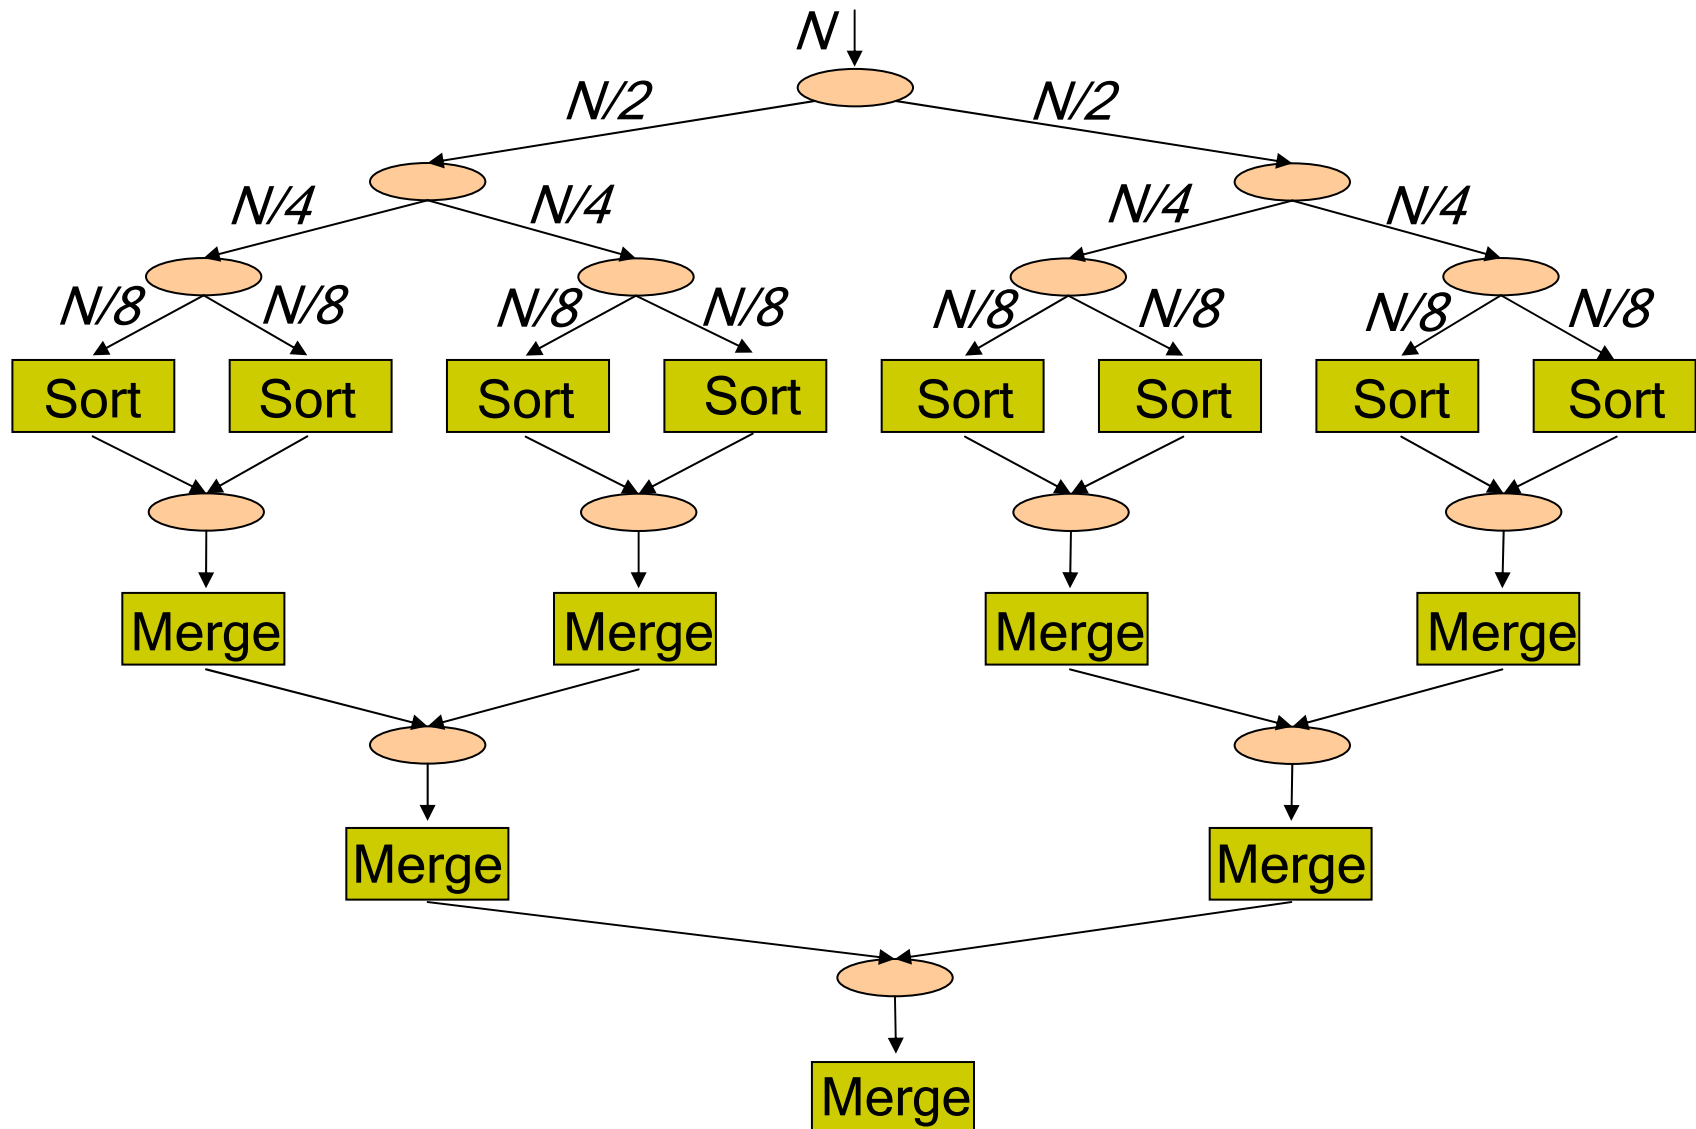 N
N/2 N/2
N/4 N/4 N/4 N/4
N/8 N/8 N/8 N/8 N/8 N/8 N/8 N/8
Sort Sort Sort Sort Sort Sort Sort Sort
Merge Merge Merge Merge
Merge Merge
Merge